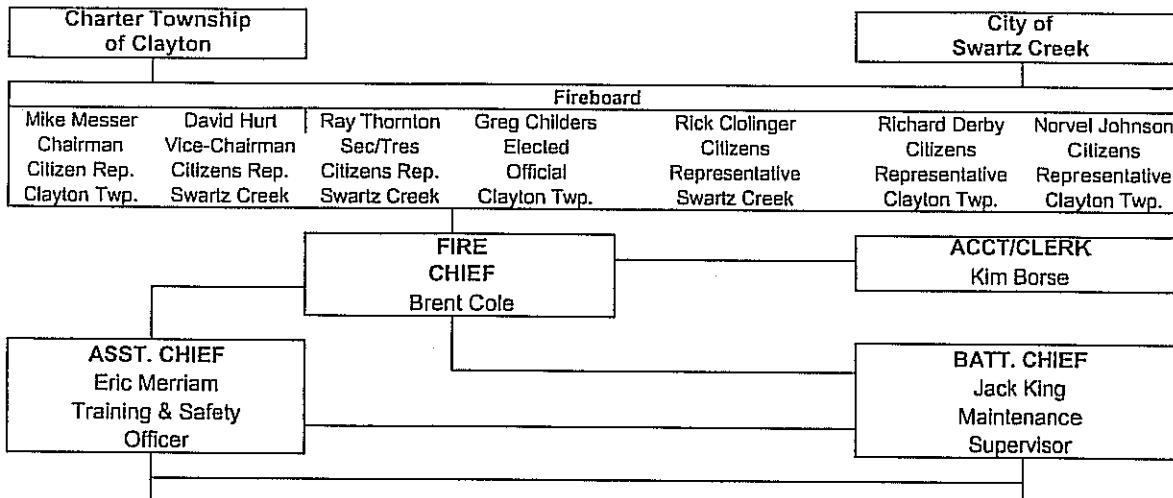 Charter Township
of Clayton
City of
Swartz Creek
Fireboard
Mike Messer
Chairman
Citizen Rep.
Clayton Twp.
David Hurt
Vice-Chairman
Citizens Rep.
Swartz Creek
Ray Thornton
Sec/Tres
Citizens Rep.
Swartz Creek
Greg Childers
Elected
Official
Clayton Twp.
Rick Clolinger
Citizens
Representative
Swartz Creek
Richard Derby
Citizens
Representative
Clayton Twp.
Norvel Johnson
Citizens
Representative
Clayton Twp.
FIRE
CHIEF
Brent Cole
ACCT/CLERK
Kim Borse
ASST. CHIEF
Eric Merriam
Training & Safety
Officer
BATT. CHIEF
Jack King
Maintenance
Supervisor